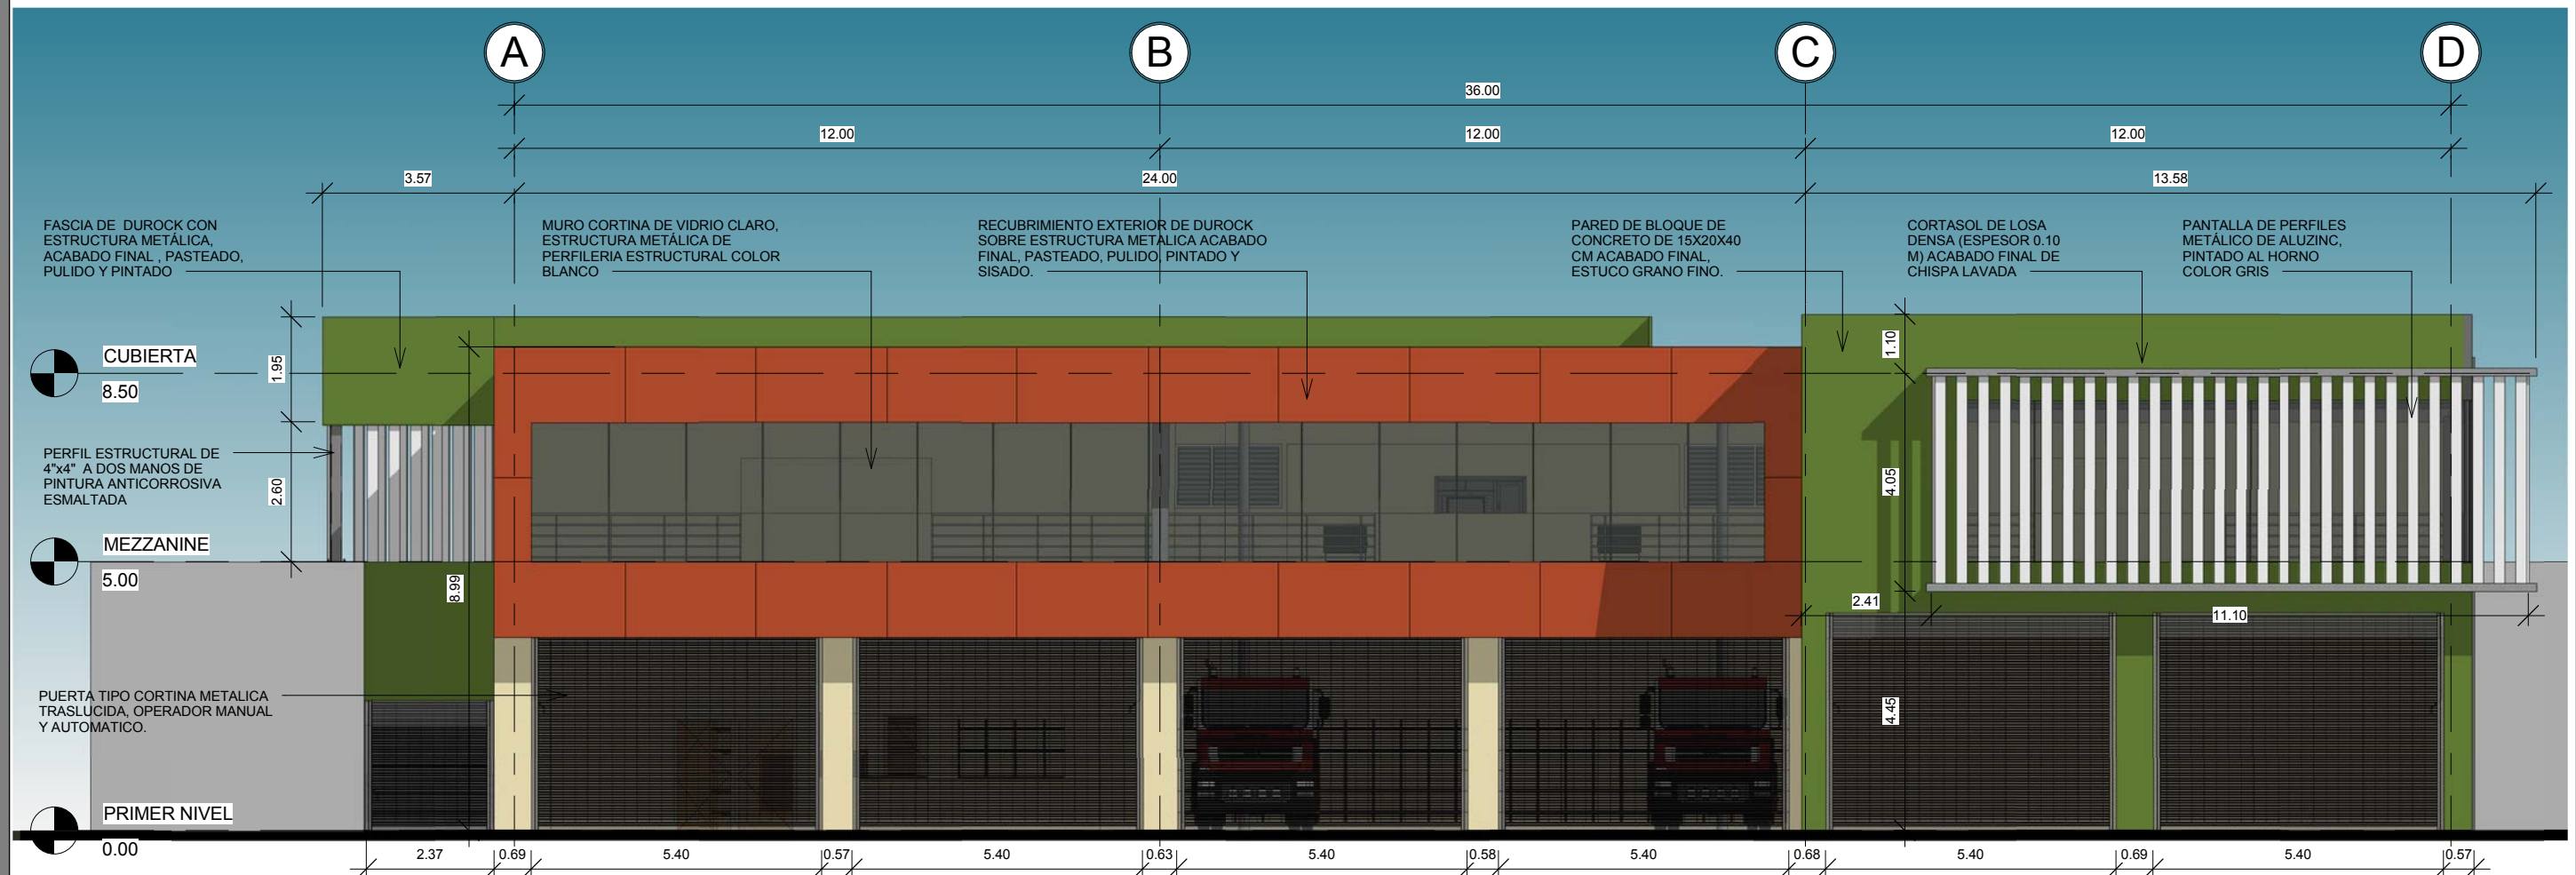 A
B
C
D
36.00
12.00
12.00
12.00
3.57
24.00
13.58
FASCIA DE DUROCK CON
ESTRUCTURA METÁLICA,
ACABADO FINAL , PASTEADO,
PULIDO Y PINTADO
MURO CORTINA DE VIDRIO CLARO,
ESTRUCTURA METÁLICA DE
PERFILERIA ESTRUCTURAL COLOR
BLANCO
RECUBRIMIENTO EXTERIOR DE DUROCK
SOBRE ESTRUCTURA METALICA ACABADO
FINAL, PASTEADO, PULIDO, PINTADO Y
SISADO.
PARED DE BLOQUE DE
CONCRETO DE 15X20X40
CM ACABADO FINAL,
ESTUCO GRANO FINO.
CORTASOL DE LOSA
DENSA (ESPESOR 0.10
M) ACABADO FINAL DE
CHISPA LAVADA
PANTALLA DE PERFILES
METÁLICO DE ALUZINC,
PINTADO AL HORNO
COLOR GRIS
CUBIERTA
8.50
1.95
1.10
PERFIL ESTRUCTURAL DE
4"x4" A DOS MANOS DE
PINTURA ANTICORROSIVA
ESMALTADA
2.60
4.05
MEZZANINE
5.00
8.99
2.41
11.10
PUERTA TIPO CORTINA METALICA
TRASLUCIDA, OPERADOR MANUAL
Y AUTOMATICO.
4.45
PRIMER NIVEL
0.00
2.37
0.69
5.40
0.57
5.40
0.63
5.40
0.58
5.40
0.68
5.40
0.69
5.40
0.57